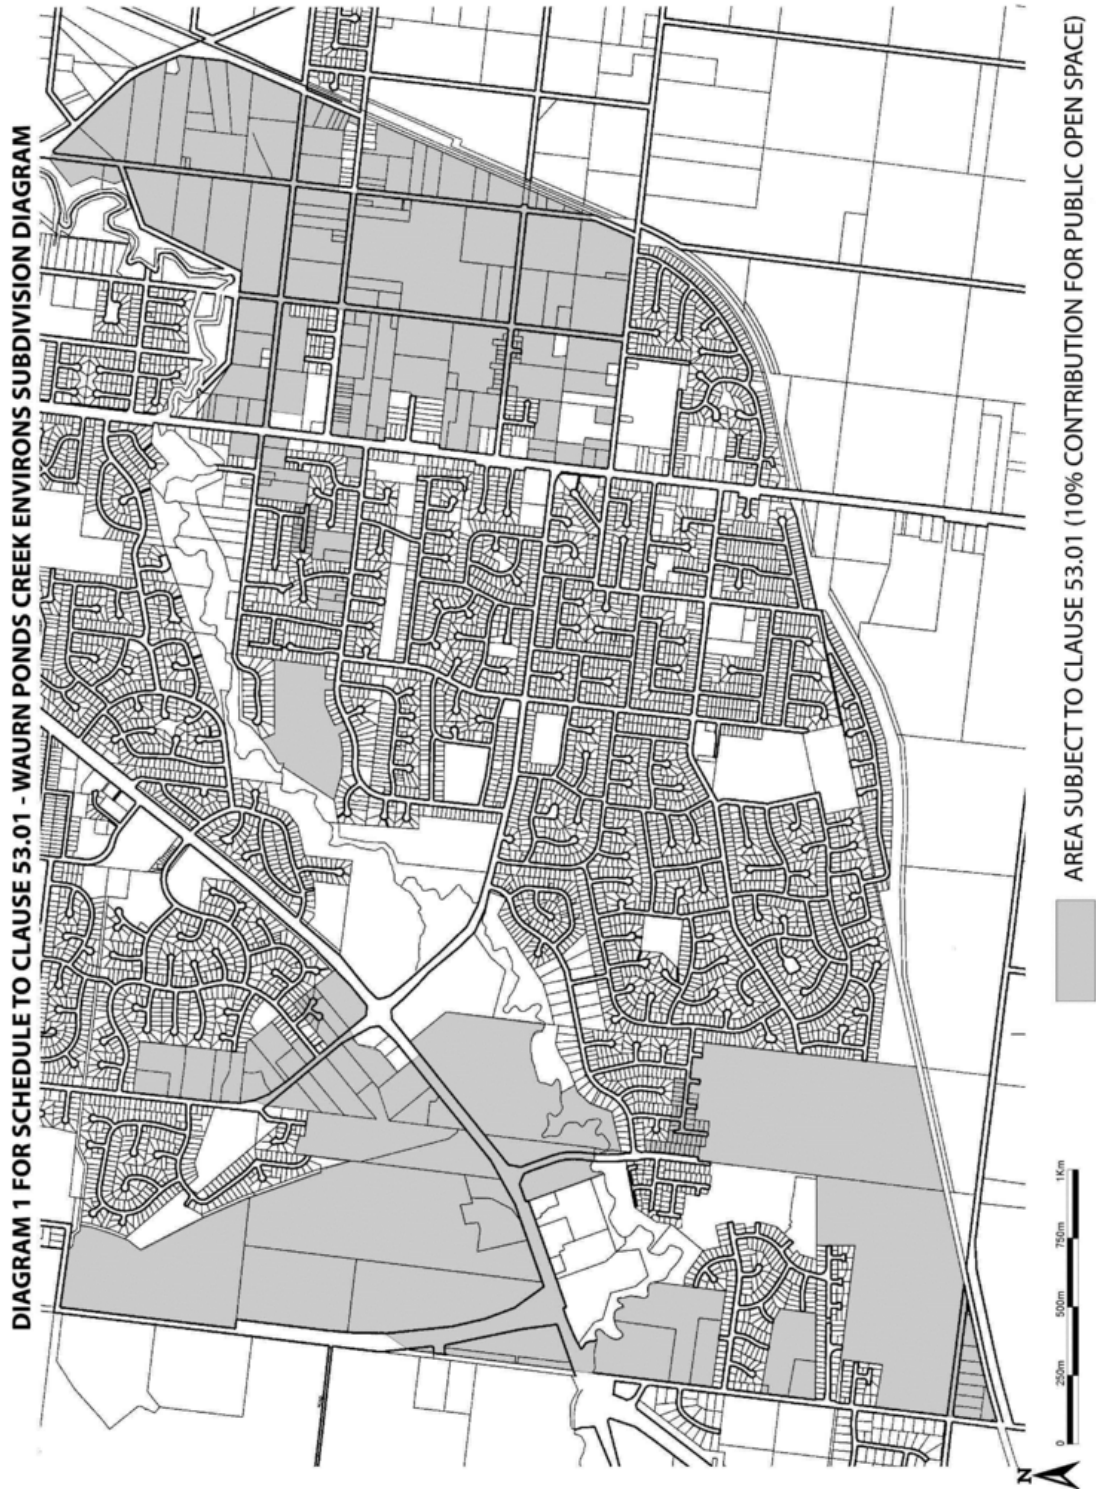 DIAGRAM 1 FOR SCHEDULE TO CLAUSE 53.01 - WAURN PONDS CREEK ENVIRONS SUBDIVISION DIAGRAM
N
0 250m 500m 750m 1Km
AREA SUBJECT TO CLAUSE 53.01 (10% CONTRIBUTION FOR PUBLIC OPEN SPACE)